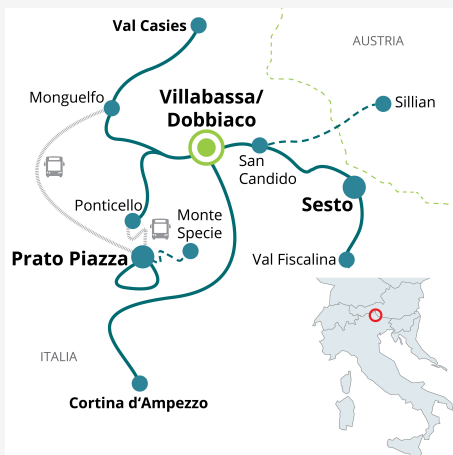 Val Casies
AUSTRIA
Monguelfo
Villabassa/
Dobbiaco
Sillian
San
Candido
Ponticello
Monte
Specie
Sesto
Prato Piazza
Val Fiscalina
ITALIA
Cortina d‘Ampezzo